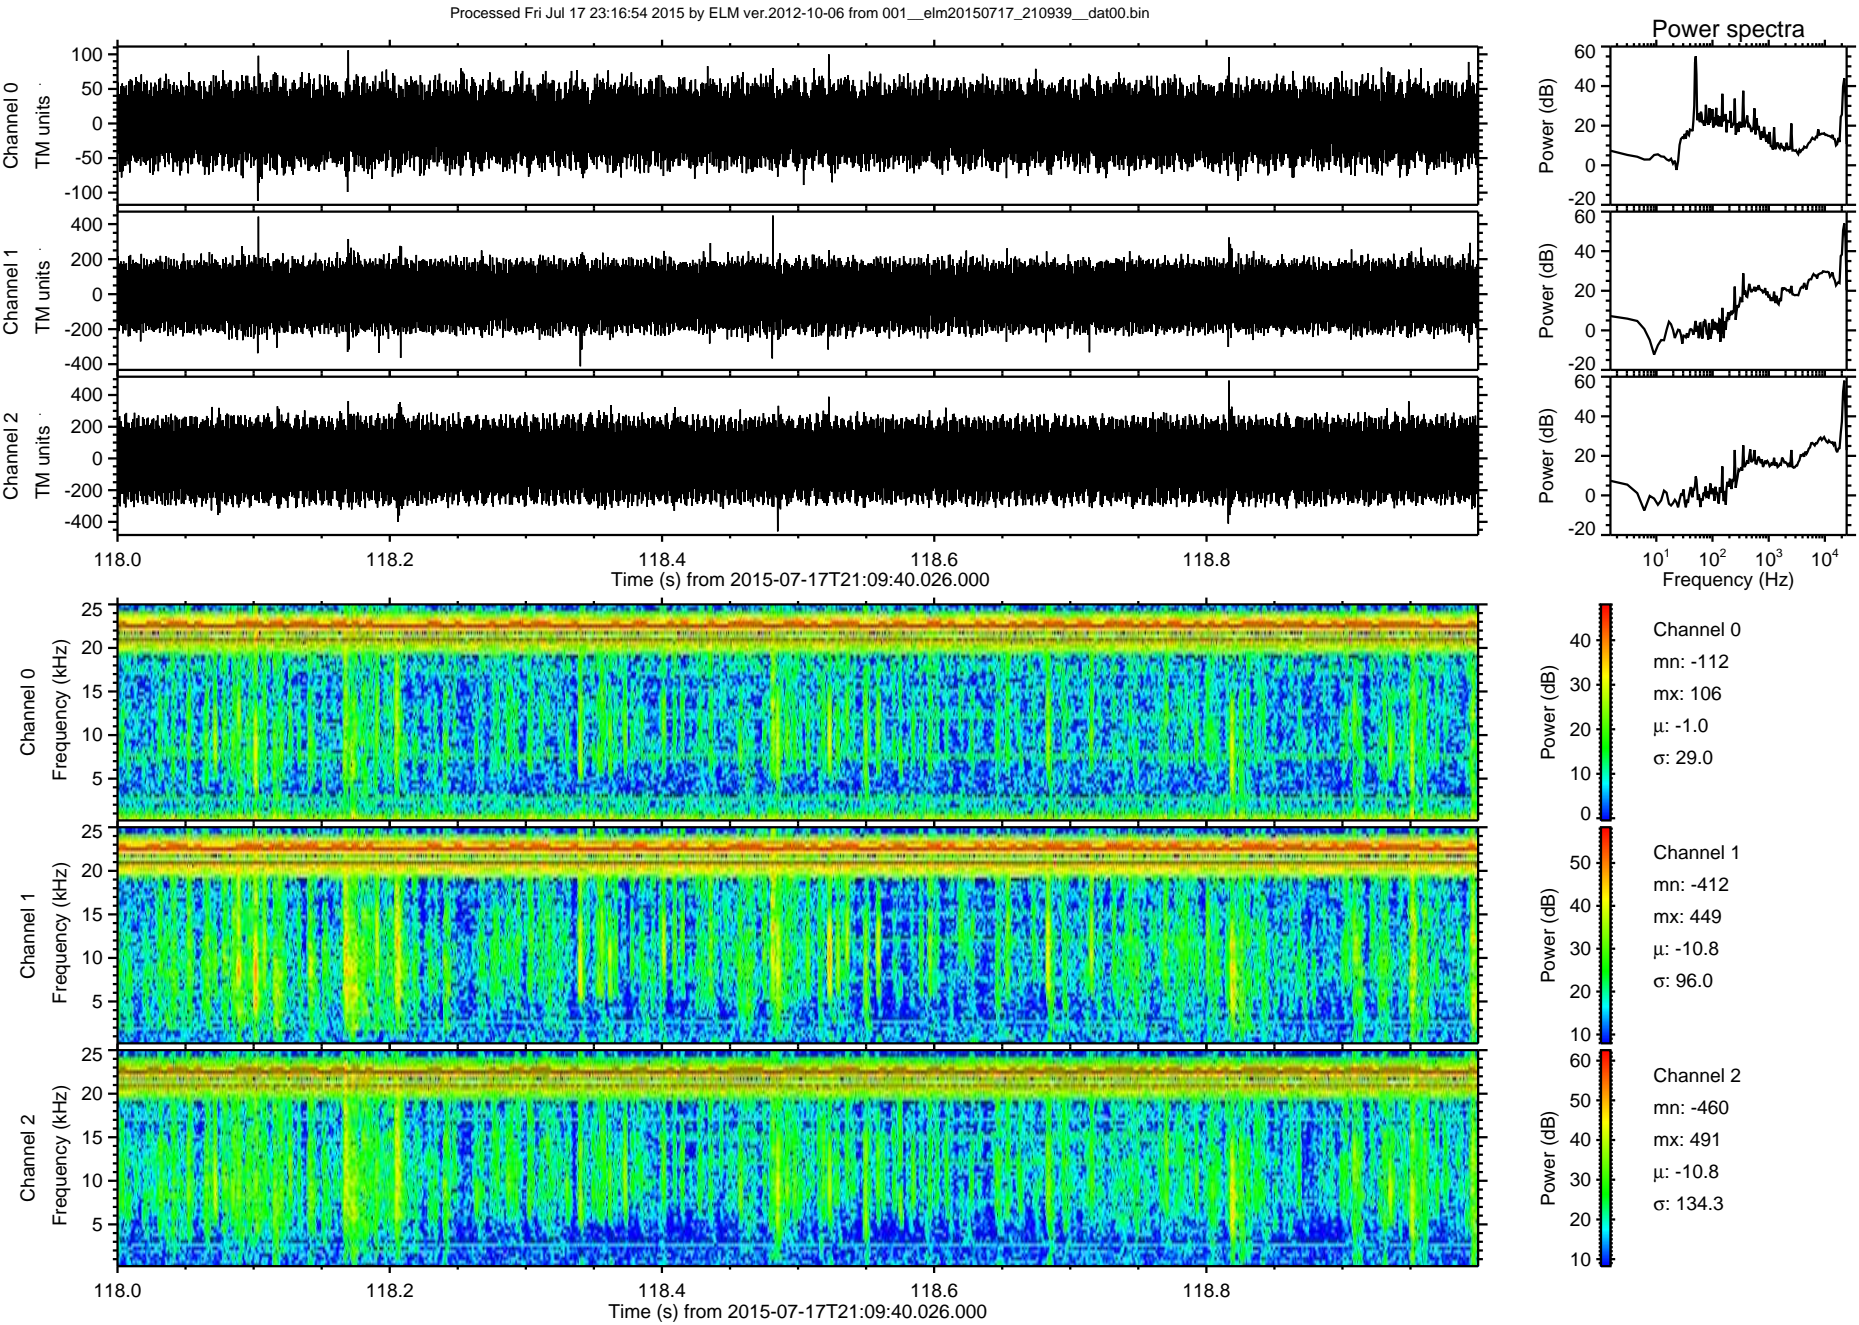 Processed Fri Jul 17 23:16:54 2015 by ELM ver.2012-10-06 from 001__elm20150717_210939__dat00.bin
Power spectra
Channel 0
TM units
100
50
0
-50
-100
Power (dB)
60
40
20
0
-20
Channel 1
TM units
400
200
0
-200
-400
Power (dB)
60
40
20
0
-20
Channel 2
TM units
400
200
0
-200
-400
Power (dB)
60
40
20
0
-20
118.0 118.2 118.4 118.6 118.8
Time (s) from 2015-07-17T21:09:40.026.000
10^1 10^2 10^3 10^4
Frequency (Hz)
Channel 0
Frequency (kHz)
25
20
15
10
5
Power (dB)
40
30
20
10
0
Channel 0
mn: -112
mx: 106
μ: -1.0
σ: 29.0
Channel 1
Frequency (kHz)
25
20
15
10
5
Power (dB)
50
40
30
20
10
Channel 1
mn: -412
mx: 449
μ: -10.8
σ: 96.0
Channel 2
Frequency (kHz)
25
20
15
10
5
Power (dB)
60
50
40
30
20
10
Channel 2
mn: -460
mx: 491
μ: -10.8
σ: 134.3
118.0 118.2 118.4 118.6 118.8
Time (s) from 2015-07-17T21:09:40.026.000